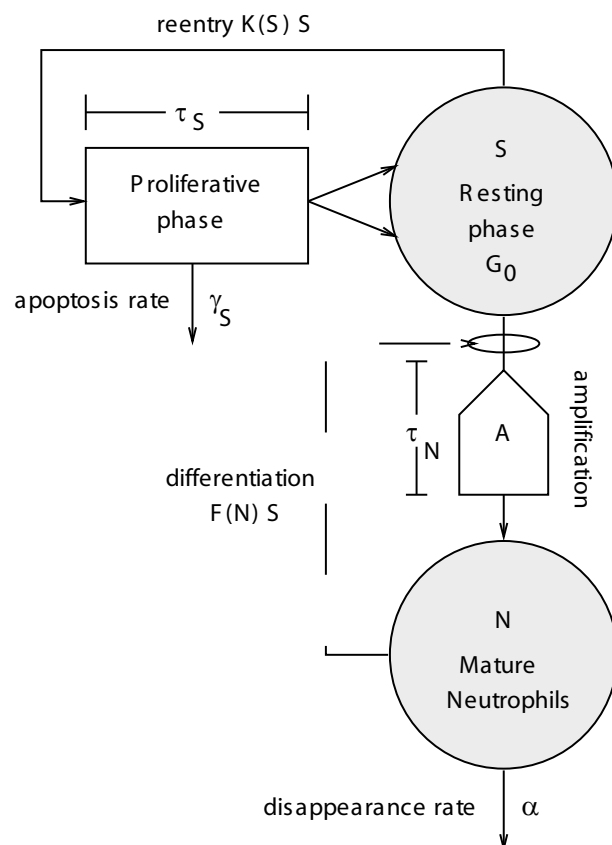 reentry K(S) S
τS
Proliferative
phase
S
Resting
phase
G0
apoptosis rate γS
amplification
τN
A
differentiation
F(N) S
N
Mature
Neutrophils
disappearance rate α